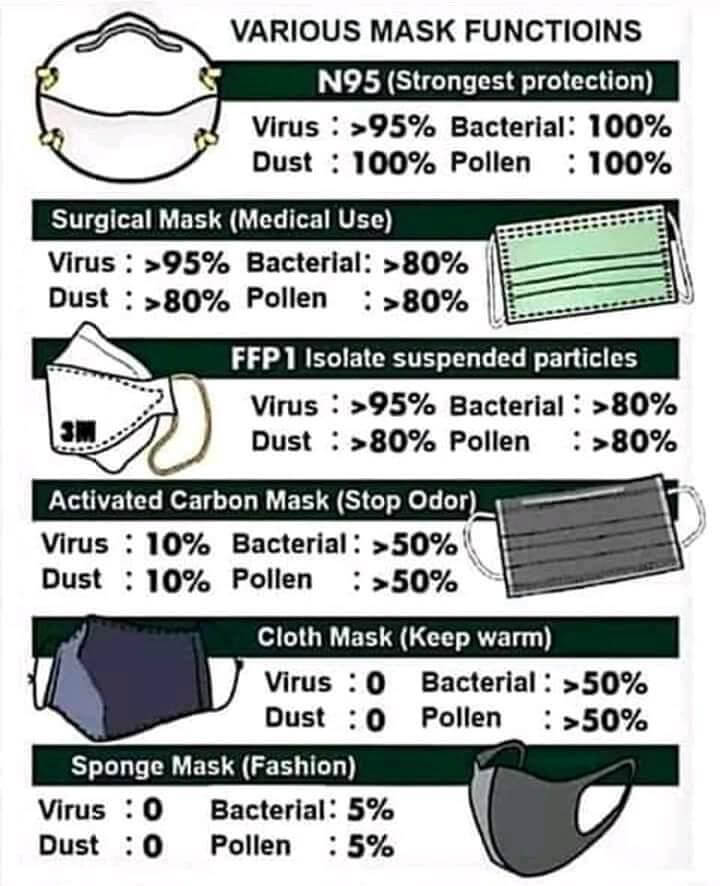 VARIOUS MASK FUNCTIOINS
N95 (Strongest protection)
Virus : >95% Bacterial: 100%
Dust : 100% Pollen : 100%
Surgical Mask (Medical Use)
Virus : >95% Bacterial: >80%
Dust : >80% Pollen : >80%
FFP1 Isolate suspended particles
3M
Virus : >95% Bacterial : >80%
Dust : >80% Pollen : >80%
Activated Carbon Mask (Stop Odor)
Virus : 10% Bacterial : >50%
Dust : 10% Pollen : >50%
Cloth Mask (Keep warm)
Virus : 0 Bacterial : >50%
Dust : 0 Pollen : >50%
Sponge Mask (Fashion)
Virus : 0 Bacterial: 5%
Dust : 0 Pollen : 5%